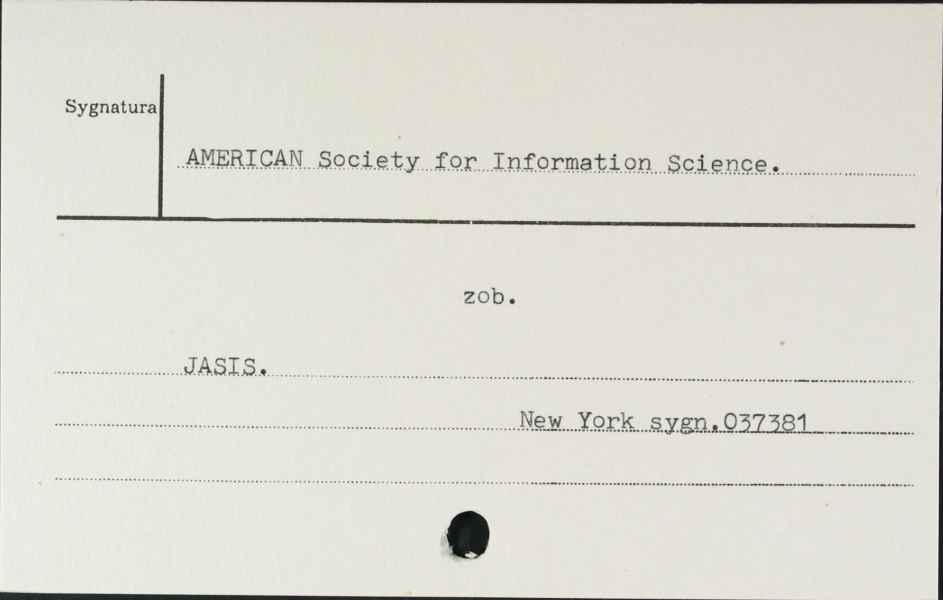 Sygnatura
AMERICAN Society for Information Science.
zob.
JASIS.
New York sygn.037381